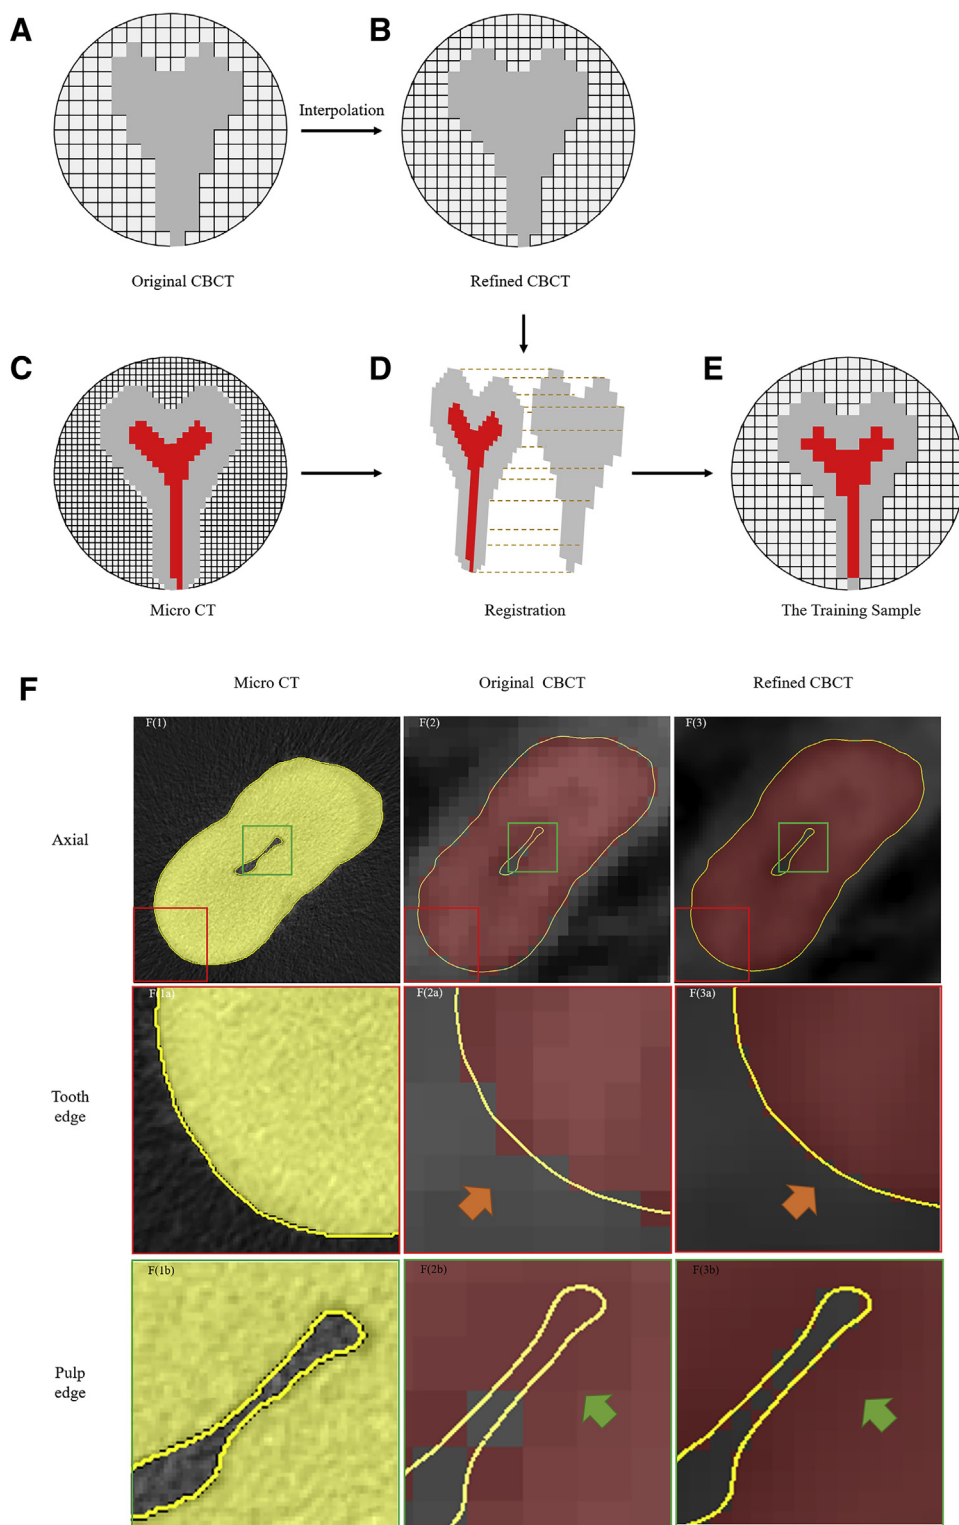 A
B
Interpolation
Original CBCT
Refined CBCT
C
D
E
Micro CT
Registration
The Training Sample
F
Micro CT
Original CBCT
Refined CBCT
F(1)
F(2)
F(3)
Axial
F(1a)
F(2a)
F(3a)
Tooth
edge
F(1b)
F(2b)
F(3b)
Pulp
edge